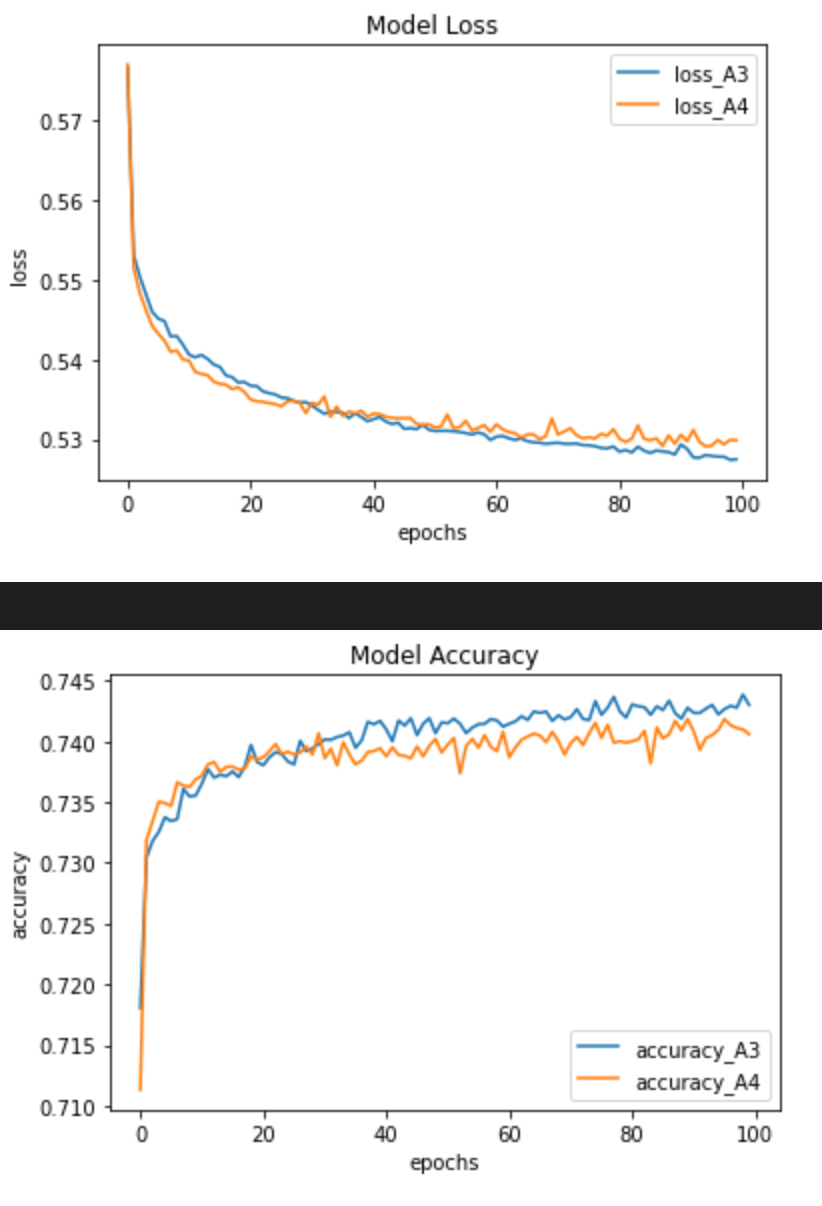 Model Loss
loss_A3
loss_A4
0.57
0.56
0.55
0.54
0.53
loss
0 20 40 60 80 100
epochs
Model Accuracy
0.745
0.740
0.735
0.730
0.725
0.720
0.715
0.710
accuracy
accuracy_A3
accuracy_A4
0 20 40 60 80 100
epochs